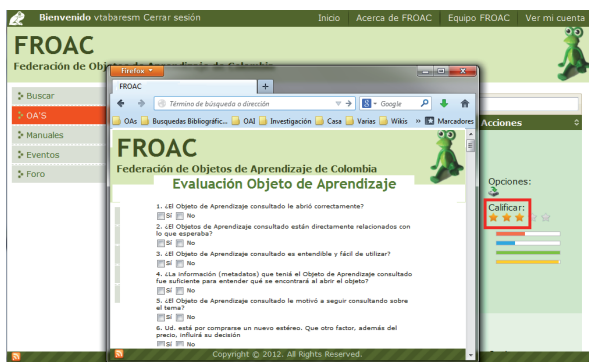 Bienvenido vtabaresm Cerrar sesión
Inicio Acerca de FROAC Equipo FROAC Ver mi cuenta
FROAC
Federación de Objetos de Aprendizaje de Colombia
Buscar
OA'S
Manuales
Eventos
Foro
Firefox
FROAC
Término de búsqueda o dirección
Google
OAs Busquedas Bibliográfic... OAI Investigación Casa Varias Wikis » Marcadores
FROAC
Federación de Objetos de Aprendizaje de Colombia
Evaluación Objeto de Aprendizaje
1. ¿El Objeto de Aprendizaje consultado le abrió correctamente?
Sí No
2. ¿El Objetos de Aprendizaje consultado están directamente relacionados con
lo que esperaba?
Sí No
3. ¿El Objeto de Aprendizaje consultado es entendible y fácil de utilizar?
Sí No
4. ¿La información (metadatos) que teniá el Objeto de Aprendizaje consultado
fue suficiente para entender qué se encontrará al abrir el objeto?
Sí No
5. ¿El Objeto de Aprendizaje consultado le motivó a seguir consultando sobre
el tema?
Sí No
6. Ud. está por comprarse un nuevo estéreo. Que otro factor, además del
precio, influirá su decisión
Sí No
Copyright © 2012. All Rights Reserved.
Acciones
Opciones:
Calificar: